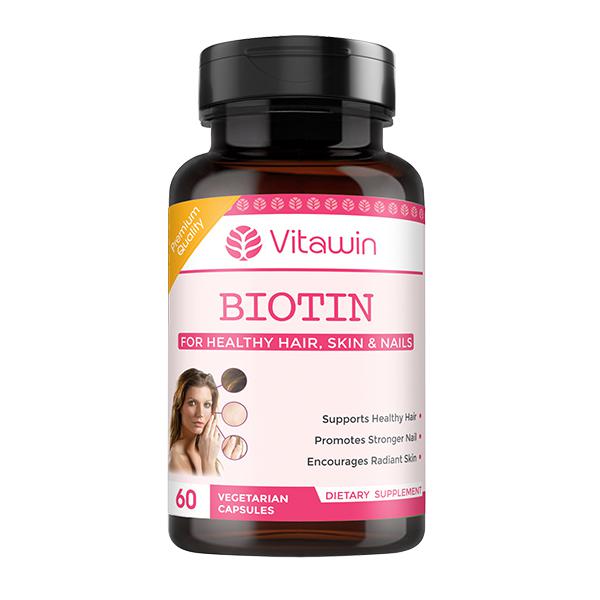 Premium
Quality
Vitawin
BIOTIN
FOR HEALTHY HAIR, SKIN & NAILS
Supports Healthy Hair •
Promotes Stronger Nail •
Encourages Radiant Skin •
60
VEGETARIAN
CAPSULES
DIETARY SUPPLEMENT